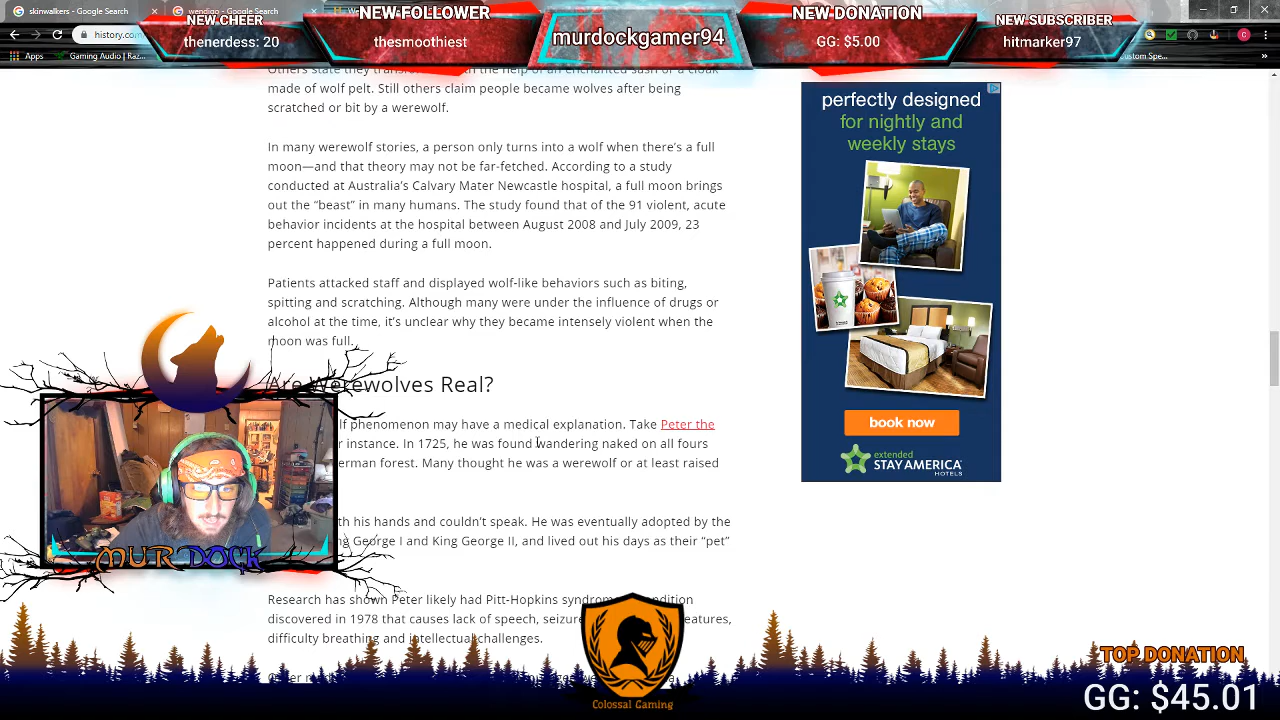 skinwalkers - Google Search
wendigo - Google Search
history.com
Apps
Gaming Audio | Raz...
NEW CHEER
thenerdess: 20
NEW FOLLOWER
thesmoothiest
murdockgamer94
NEW DONATION
GG: $5.00
NEW SUBSCRIBER
hitmarker97
made of wolf pelt. Still others claim people became wolves after being
scratched or bit by a werewolf.
In many werewolf stories, a person only turns into a wolf when there's a full
moon—and that theory may not be far-fetched. According to a study
conducted at Australia's Calvary Mater Newcastle hospital, a full moon brings
out the “beast” in many humans. The study found that of the 91 violent, acute
behavior incidents at the hospital between August 2008 and July 2009, 23
percent happened during a full moon.
Patients attacked staff and displayed wolf-like behaviors such as biting,
spitting and scratching. Although many were under the influence of drugs or
alcohol at the time, it's unclear why they became intensely violent when the
moon was full.
Are Werewolves Real?
phenomenon may have a medical explanation. Take Peter the
instance. In 1725, he was found wandering naked on all fours
forest. Many thought he was a werewolf or at least raised
his hands and couldn't speak. He was eventually adopted by the
George I and King George II, and lived out his days as their “pet”
Research has shown Peter likely had Pitt-Hopkins
discovered in 1978 that causes lack of speech,
difficulty breathing and intellectual challenges.
perfectly designed
for nightly and
weekly stays
book now
extended
STAY AMERICA
HOTELS
MURDOCK
Colossal Gaming
TOP DONATION
GG: $45.01